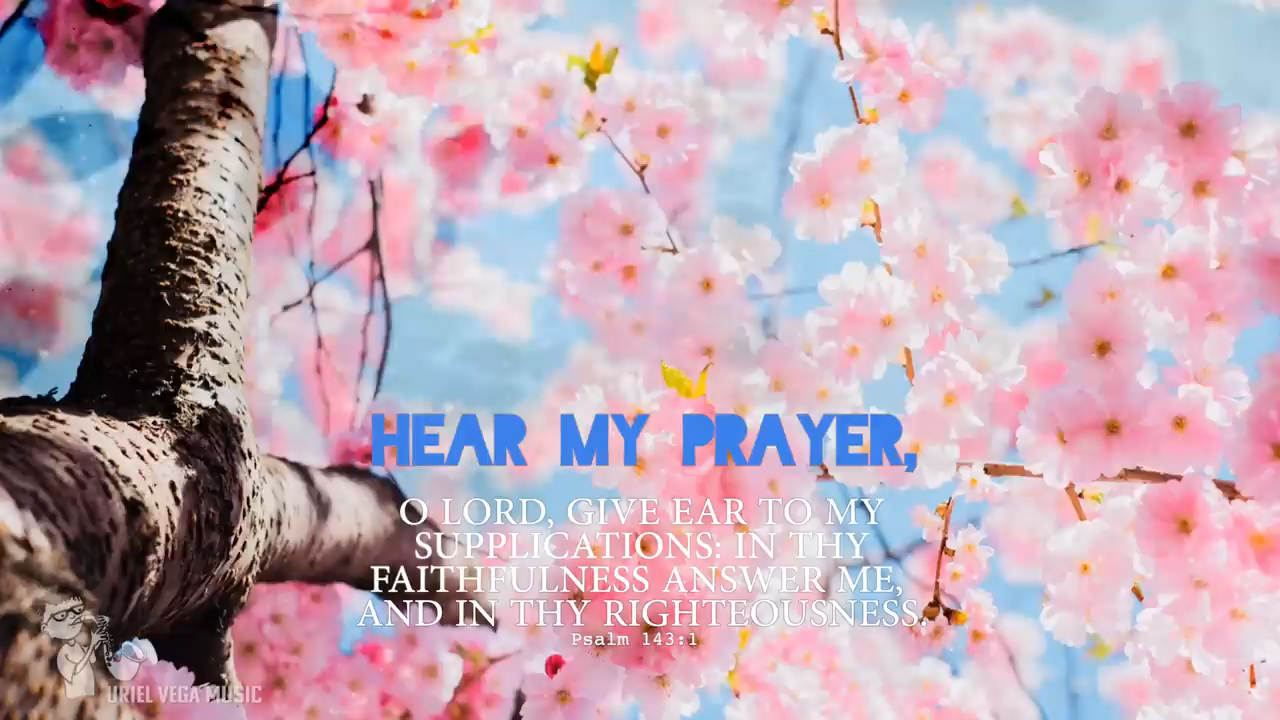 HEAR MY PRAYER,
O LORD, GIVE EAR TO MY
SUPPLICATIONS: IN THY
FAITHFULNESS ANSWER ME,
AND IN THY RIGHTEOUSNESS.
Psalm 143:1
URIEL VEGA MUSIC